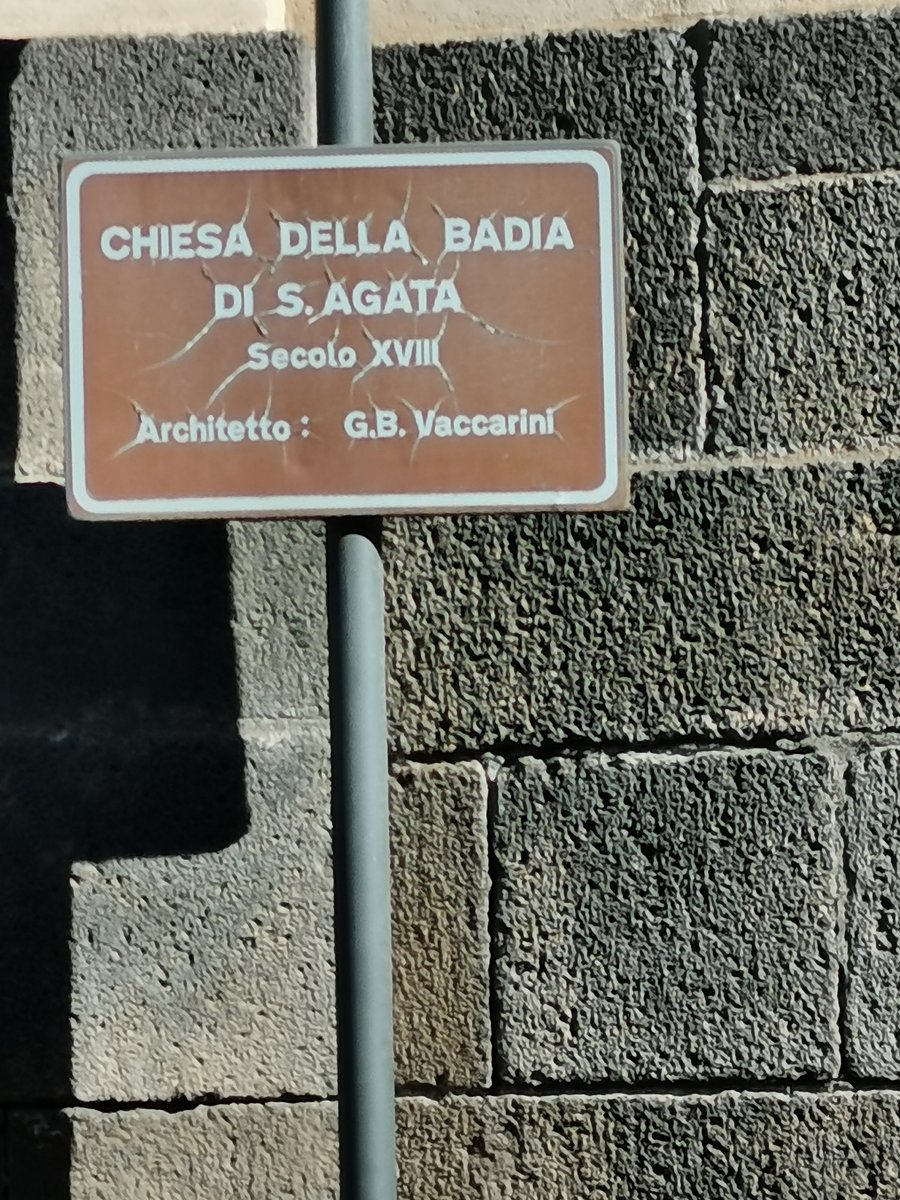 CHIESA DELLA BADIA
DI S. AGATA
Secolo XVIII
Architetto: G.B. Vaccarini